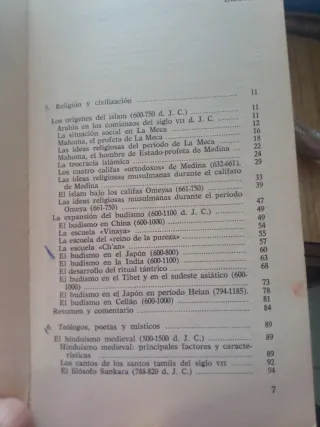 Religión y civilización 11
Los orígenes del islam (600-750 d. J. C.) 11
Arabia en los comienzos del siglo VII d. J. C. 11
La situación social en La Meca 12
Mahoma, el profeta de La Meca 16
Las ideas religiosas del período de La Meca 18
Mahoma, el hombre de Estado-profeta de Medina 22
La teocracia islámica 24
Los cuatro califas «ortodoxos» de Medina (632-661). 29
Las ideas religiosas musulmanas durante el califato
de Medina 33
El islam bajo los califas Omeyas (661-750) 39
Las ideas religiosas musulmanas durante el período
Omeya (661-750) 47
La expansión del budismo (600-1100 d. J. C.) 49
El budismo en China (600-1000) 49
La escuela «Vinaya» 54
La escuela del «reino de la pureza» 55
La escuela «Ch'an» 57
El budismo en el Japón (600-800) 60
El budismo en la India (600-1100) 63
El desarrollo del ritual tántrico 68
El budismo en el Tíbet y en el sudeste asiático (600-
1000) 73
El budismo en el Japón en período Heian (794-1185). 78
El budismo en Ceilán (600-1000) 81
Resumen y comentario 84
Teólogos, poetas y místicos 89
El hinduismo medieval (500-1500 d. J. C.) 89
Hinduismo medieval: principales factores y caracte-
rísticas 89
Los cantos de los santos tamils del siglo VII 92
El filósofo Sankara (788-820 d. J. C.) 94
7